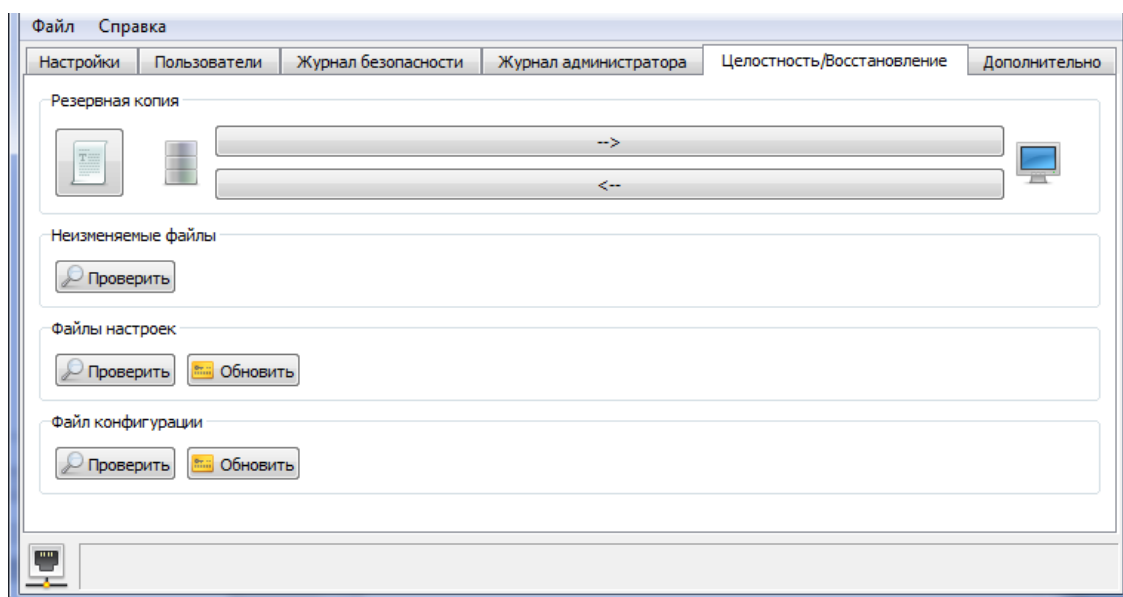 Файл Справка
Настройки Пользователи Журнал безопасности Журнал администратора Целостность/Восстановление Дополнительно
Резервная копия
-->
<--
Неизменяемые файлы
Проверить
Файлы настроек
Проверить Обновить
Файл конфигурации
Проверить Обновить